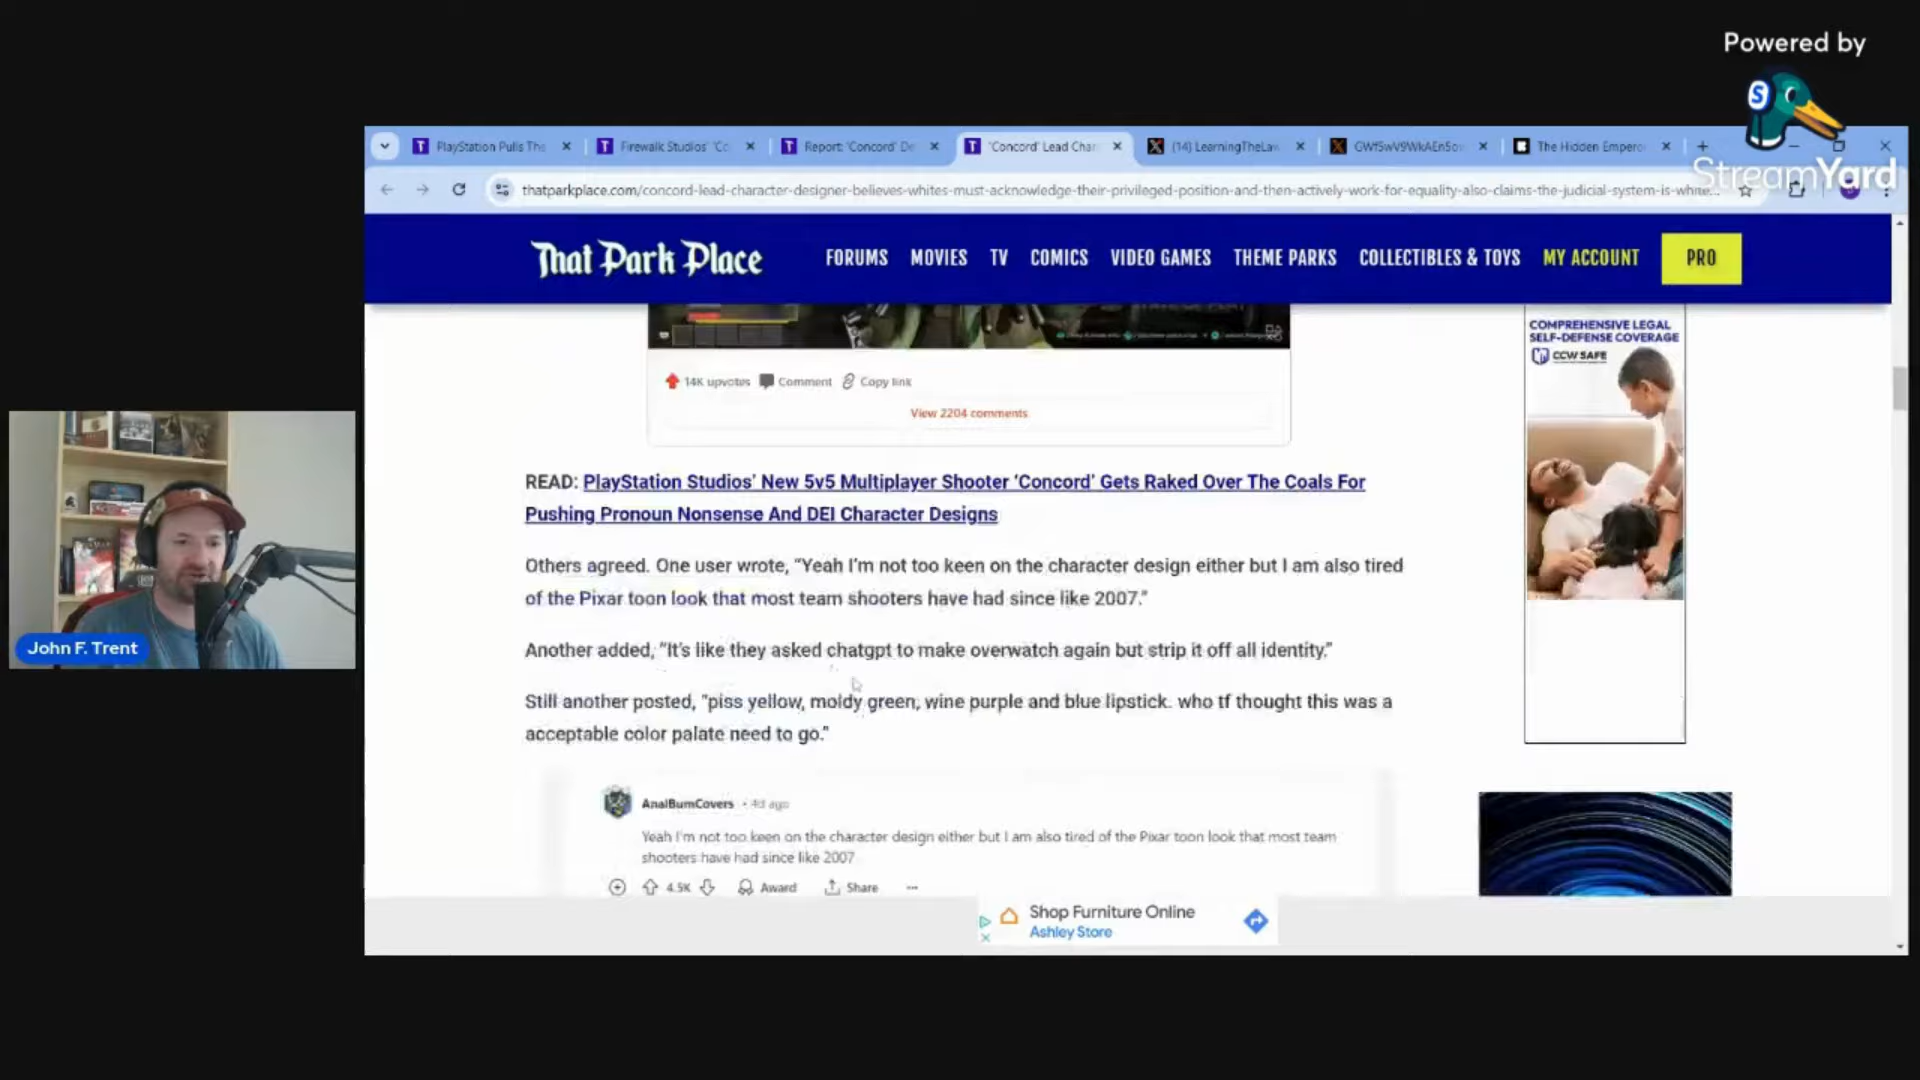 Powered by
StreamYard
PlayStation Pulls The
Firewalk Studios' 'Co
Report: 'Concord' De
'Concord' Lead Char
(14) LearningTheLaw
The Hidden Empero
thatparkplace.com/concord-lead-character-designer-believes-whites-must-acknowledge-their-privileged-position-and-then-actively-work-for-equality-also-claims-the-judicial-system-is-white...
That Park Place
FORUMS MOVIES TV COMICS VIDEO GAMES THEME PARKS COLLECTIBLES & TOYS MY ACCOUNT PRO
COMPREHENSIVE LEGAL
SELF-DEFENSE COVERAGE
CCW SAFE
14K upvotes Comment Copy link
View 2204 comments
READ: PlayStation Studios' New 5v5 Multiplayer Shooter 'Concord' Gets Raked Over The Coals For
Pushing Pronoun Nonsense And DEI Character Designs
Others agreed. One user wrote, "Yeah I'm not too keen on the character design either but I am also tired
of the Pixar toon look that most team shooters have had since like 2007."
Another added, "It's like they asked chatgpt to make overwatch again but strip it off all identity."
Still another posted, "piss yellow, moldy green, wine purple and blue lipstick. who tf thought this was a
acceptable color palate need to go."
AnalBumCovers • 4d ago
Yeah I'm not too keen on the character design either but I am also tired of the Pixar toon look that most team
shooters have had since like 2007
4.5K Award Share ...
Shop Furniture Online
Ashley Store
John F. Trent